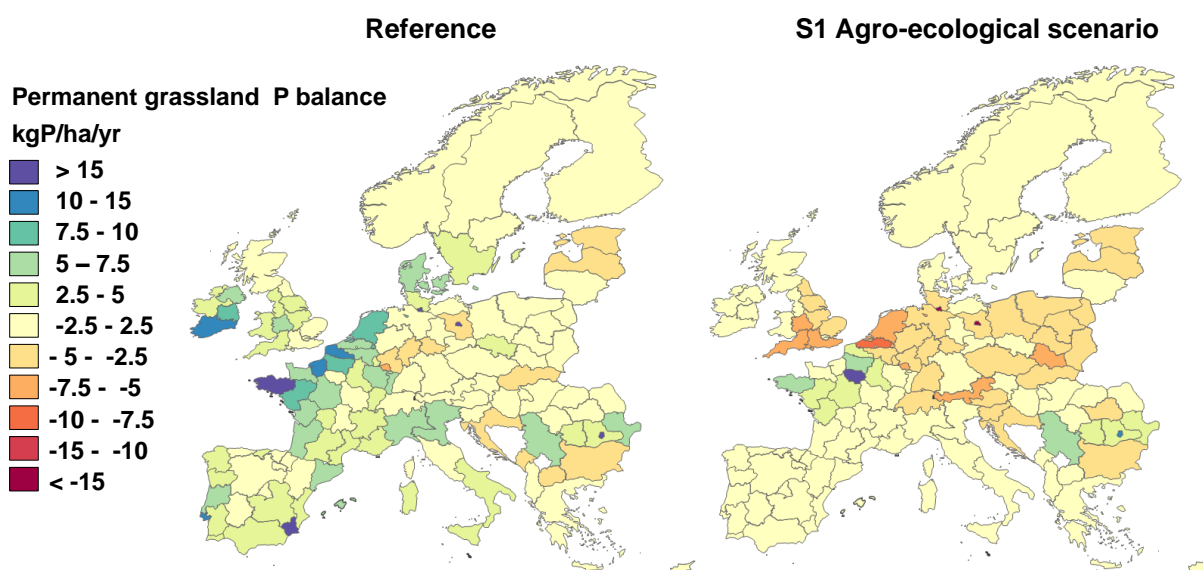 Reference
S1 Agro-ecological scenario
Permanent grassland P balance
kgP/ha/yr
> 15
10 - 15
7.5 - 10
5 – 7.5
2.5 - 5
-2.5 - 2.5
- 5 - -2.5
-7.5 - -5
-10 - -7.5
-15 - -10
< -15